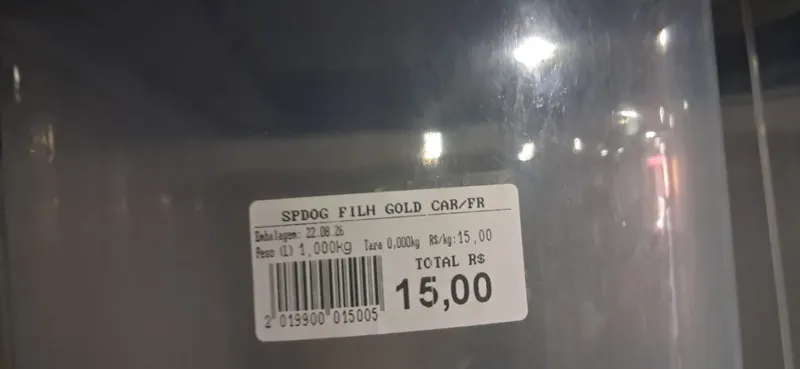 SPDOG FILH GOLD CAR/FR
Embalagem: 22.08.26
Peso (L) 1,000kg Tara 0,000kg R$/kg: 15,00
TOTAL R$
15,00
2 019900 015005